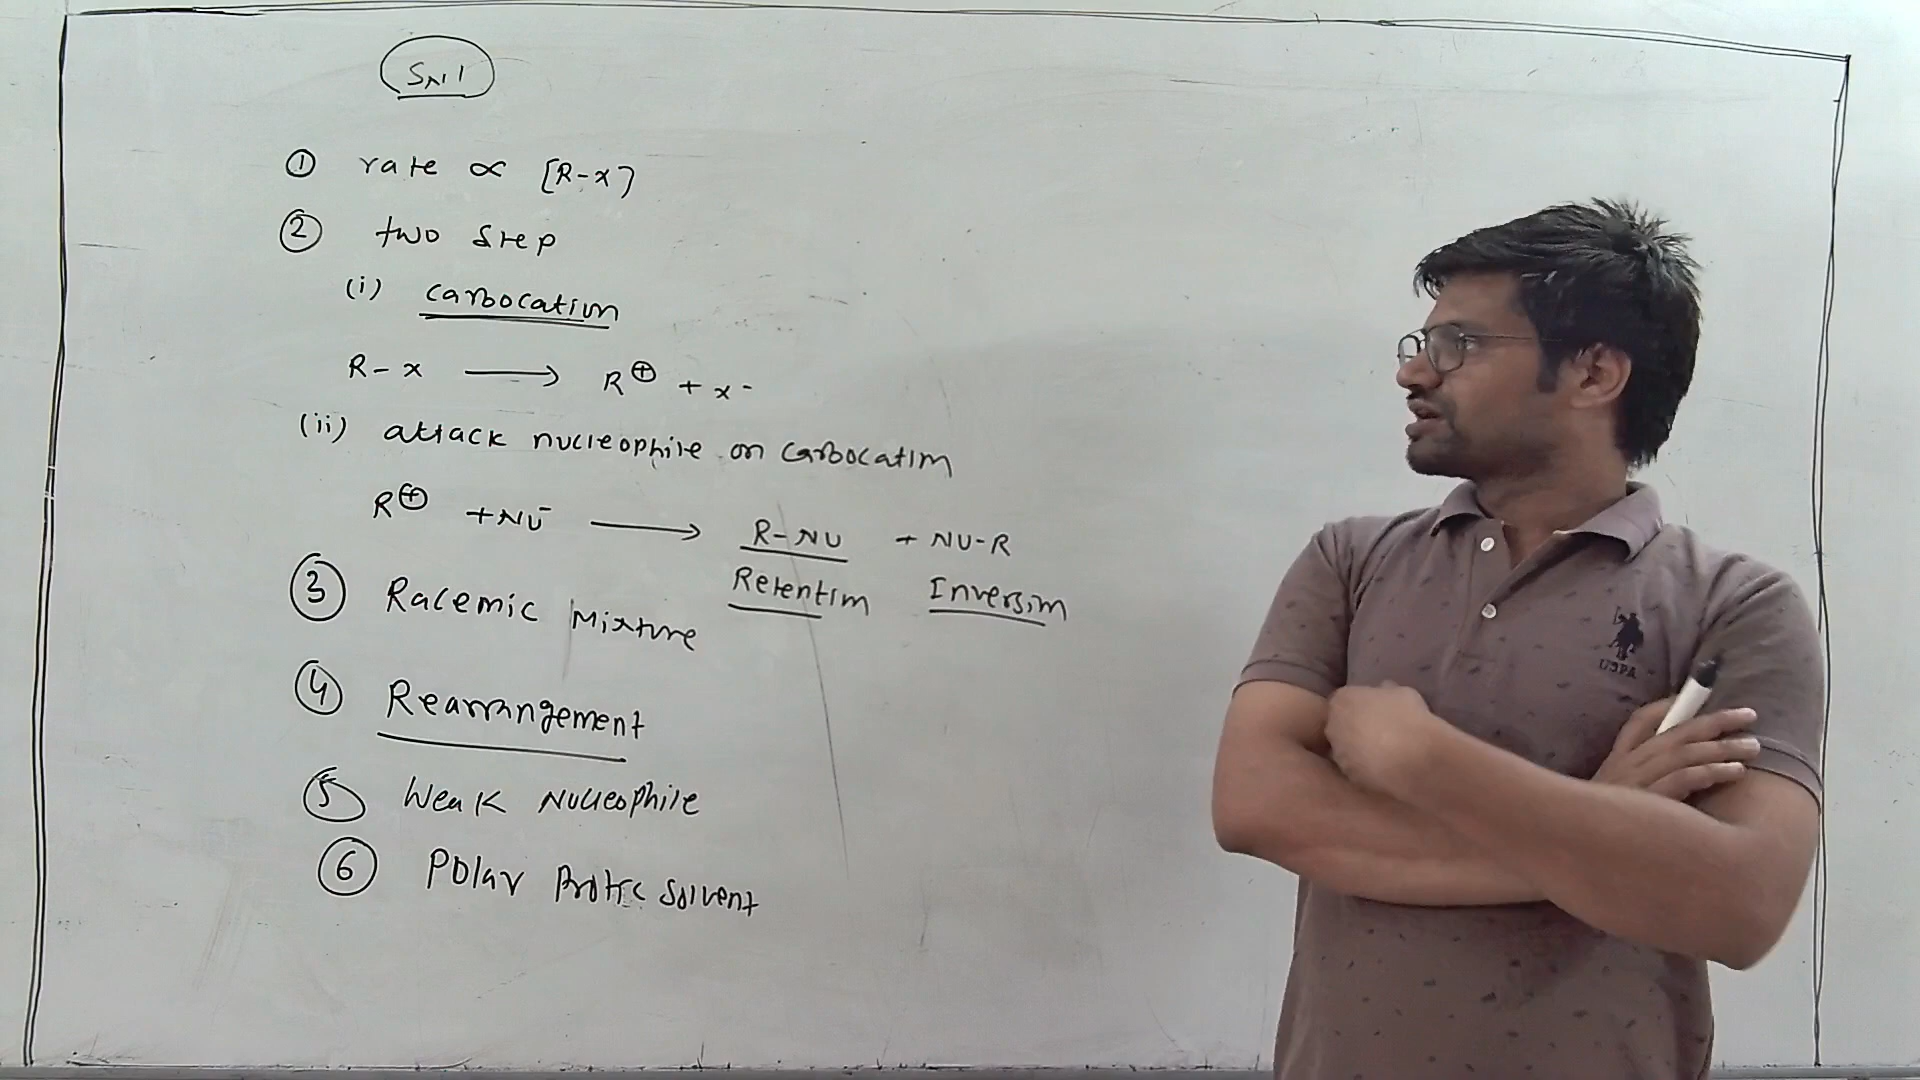 SN1
① rate ∝ [R-x]
② two step
(i) carbocation
R-x ⟶ R⊕ + x-
(ii) attack nucleophile on carbocation
R⊕ + Nu- ⟶ R-NU + NU-R
Retention Inversion
③ Racemic Mixture
④ Rearrangement
⑤ Weak Nucleophile
⑥ Polar Protic Solvent
USPA